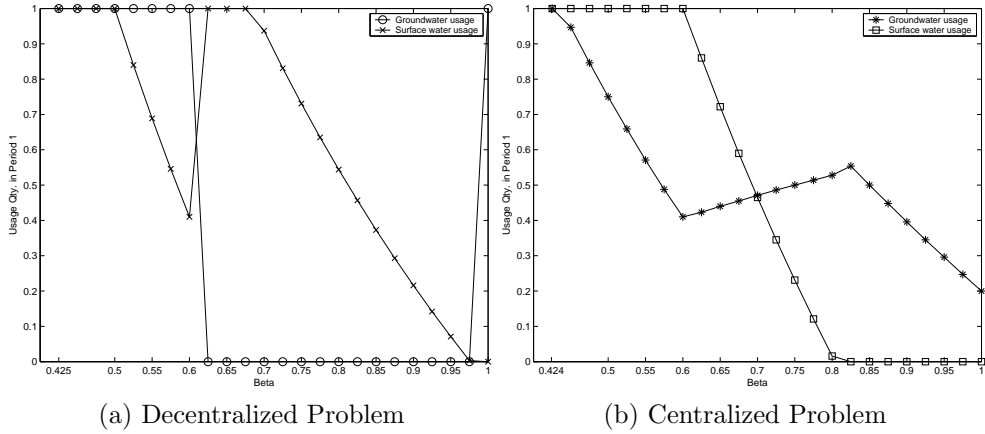 Groundwater usage
Surface water usage
Usage Qty. in Period 1
1
0.9
0.8
0.7
0.6
0.5
0.4
0.3
0.2
0.1
0
0.425 0.5 0.55 0.6 0.65 0.7 0.75 0.8 0.85 0.9 0.95 1
Beta
(a) Decentralized Problem
Groundwater usage
Surface water usage
Usage Qty. in Period 1
1
0.9
0.8
0.7
0.6
0.5
0.4
0.3
0.2
0.1
0
0.424 0.5 0.55 0.6 0.65 0.7 0.75 0.8 0.85 0.9 0.95 1
Beta
(b) Centralized Problem